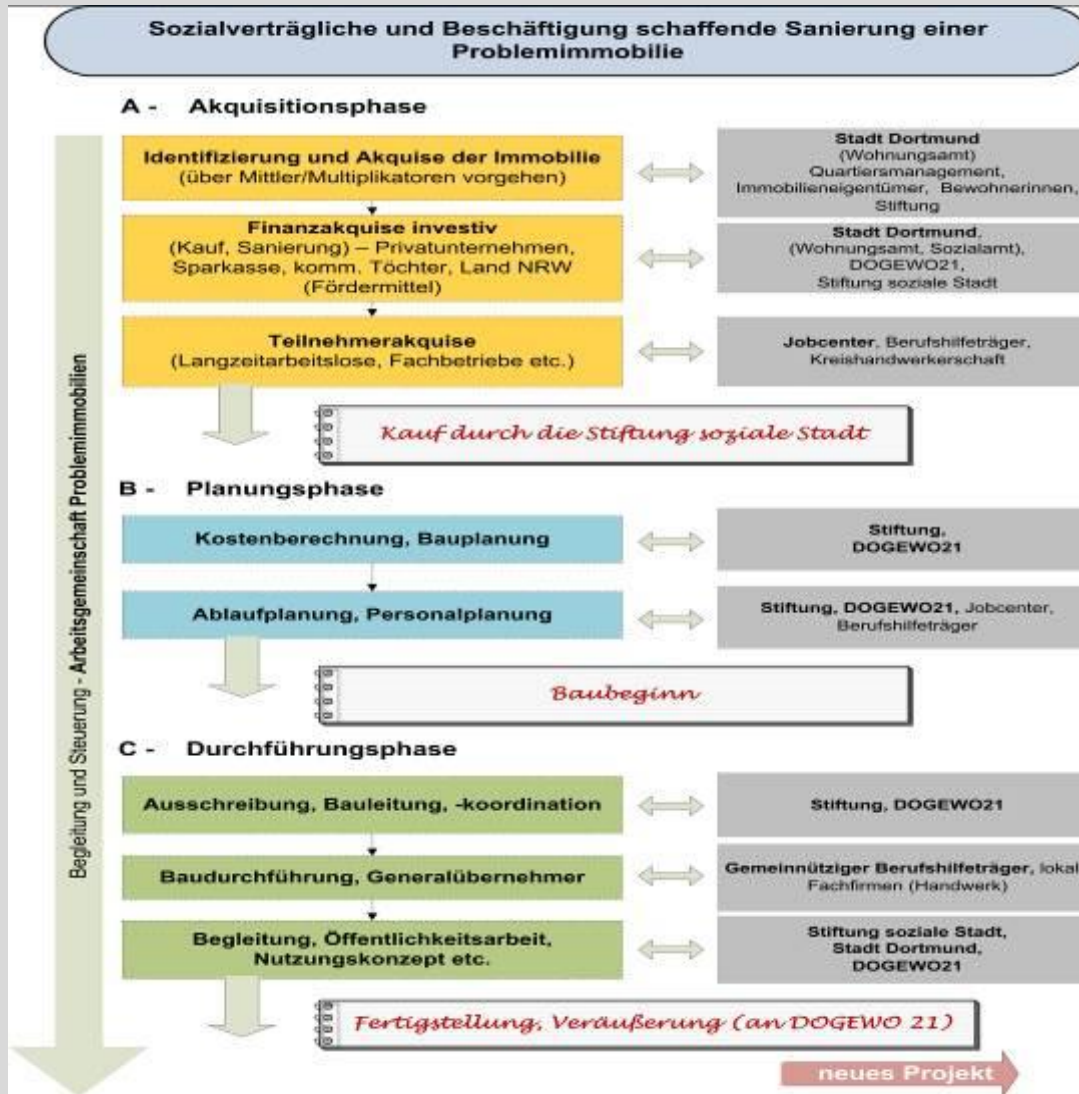 Sozialverträgliche und Beschäftigung schaffende Sanierung einer
Problemimmobilie
A - Akquisitionsphase
Identifizierung und Akquise der Immobilie
(über Mittler/Multiplikatoren vorgehen)
Stadt Dortmund
(Wohnungsamt)
Quartiersmanagement,
Immobilieneigentümer, Bewohnerinnen,
Stiftung
Finanzakquise investiv
(Kauf, Sanierung) – Privatunternehmen,
Sparkasse, komm. Töchter, Land NRW
(Fördermittel)
Stadt Dortmund,
(Wohnungsamt, Sozialamt),
DOGEWO21,
Stiftung soziale Stadt
Teilnehmerakquise
(Langzeitarbeitslose, Fachbetriebe etc.)
Jobcenter, Berufshilfeträger,
Kreishandwerkerschaft
Kauf durch die Stiftung soziale Stadt
B - Planungsphase
Kostenberechnung, Bauplanung
Stiftung,
DOGEWO21
Ablaufplanung, Personalplanung
Stiftung, DOGEWO21, Jobcenter,
Berufshilfeträger
Baubeginn
C - Durchführungsphase
Ausschreibung, Bauleitung, -koordination
Stiftung, DOGEWO21
Baudurchführung, Generalübernehmer
Gemeinnütziger Berufshilfeträger, lokal
Fachfirmen (Handwerk)
Begleitung, Öffentlichkeitsarbeit,
Nutzungskonzept etc.
Stiftung soziale Stadt,
Stadt Dortmund,
DOGEWO21
Fertigstellung, Veräußerung (an DOGEWO 21)
neues Projekt
Begleitung und Steuerung - Arbeitsgemeinschaft Problemimmobilien